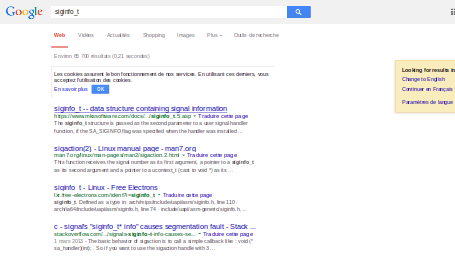 Google siginfo_t
Web Vidéos Actualités Shopping Images Plus Outils de recherche
Environ 85 700 résultats (0,21 secondes)
Les cookies assurent le bon fonctionnement de nos services. En utilisant ces derniers, vous
acceptez l'utilisation des cookies.
En savoir plus OK
Looking for results in
Change to English
Continuer en Français
Paramètres de langue
siginfo_t -- data structure containing signal information
https://www.mkssoftware.com/docs/.../siginfo_t.5.asp Traduire cette page
The siginfo_t structure is passed as the second parameter to a user signal handler
function, if the SA_SIGINFO flag was specified when the handler was installed ...
sigaction(2) - Linux manual page - man7.org
man7.org/linux/man-pages/man2/sigaction.2.html Traduire cette page
This function receives the signal number as its first argument, a pointer to a siginfo_t
as its second argument and a pointer to a ucontext_t (cast to void *) as its ...
siginfo_t - Linux - Free Electrons
lxr.free-electrons.com/ident?i=siginfo_t Traduire cette page
siginfo_t. Defined as a type in: arch/mips/include/uapi/asm/siginfo.h, line 110 ·
arch/ia64/include/uapi/asm/siginfo.h, line 74 · include/uapi/asm-generic/siginfo.h, ...
c - signal's "siginfo_t* info" causes segmentation fault - Stack ...
stackoverflow.com/.../signals-siginfo-t-info-causes-se... Traduire cette page
1 mars 2013 - The basic behavior of sigaction is to call a simple callback like : void (*
sa_handler)(int); . So if you want to use the sigaction handle with 3 ...